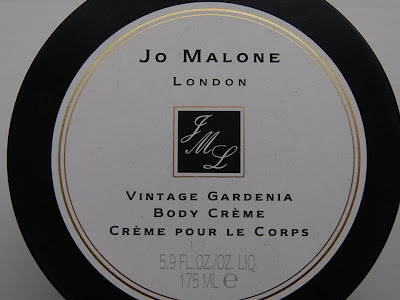 JO MALONE
LONDON
JML
VINTAGE GARDENIA
BODY CRÈME
CRÈME POUR LE CORPS
5.9 FL.OZ./OZ. LIQ.
175 ML ℮